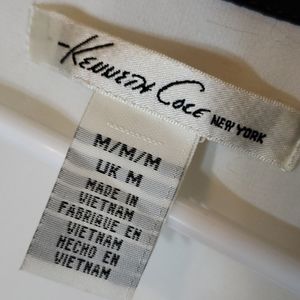 Kenneth Cole NEW YORK
M/M/M
UK M
MADE IN
VIETNAM
FABRIQUE EN
VIETNAM
HECHO EN
VIETNAM